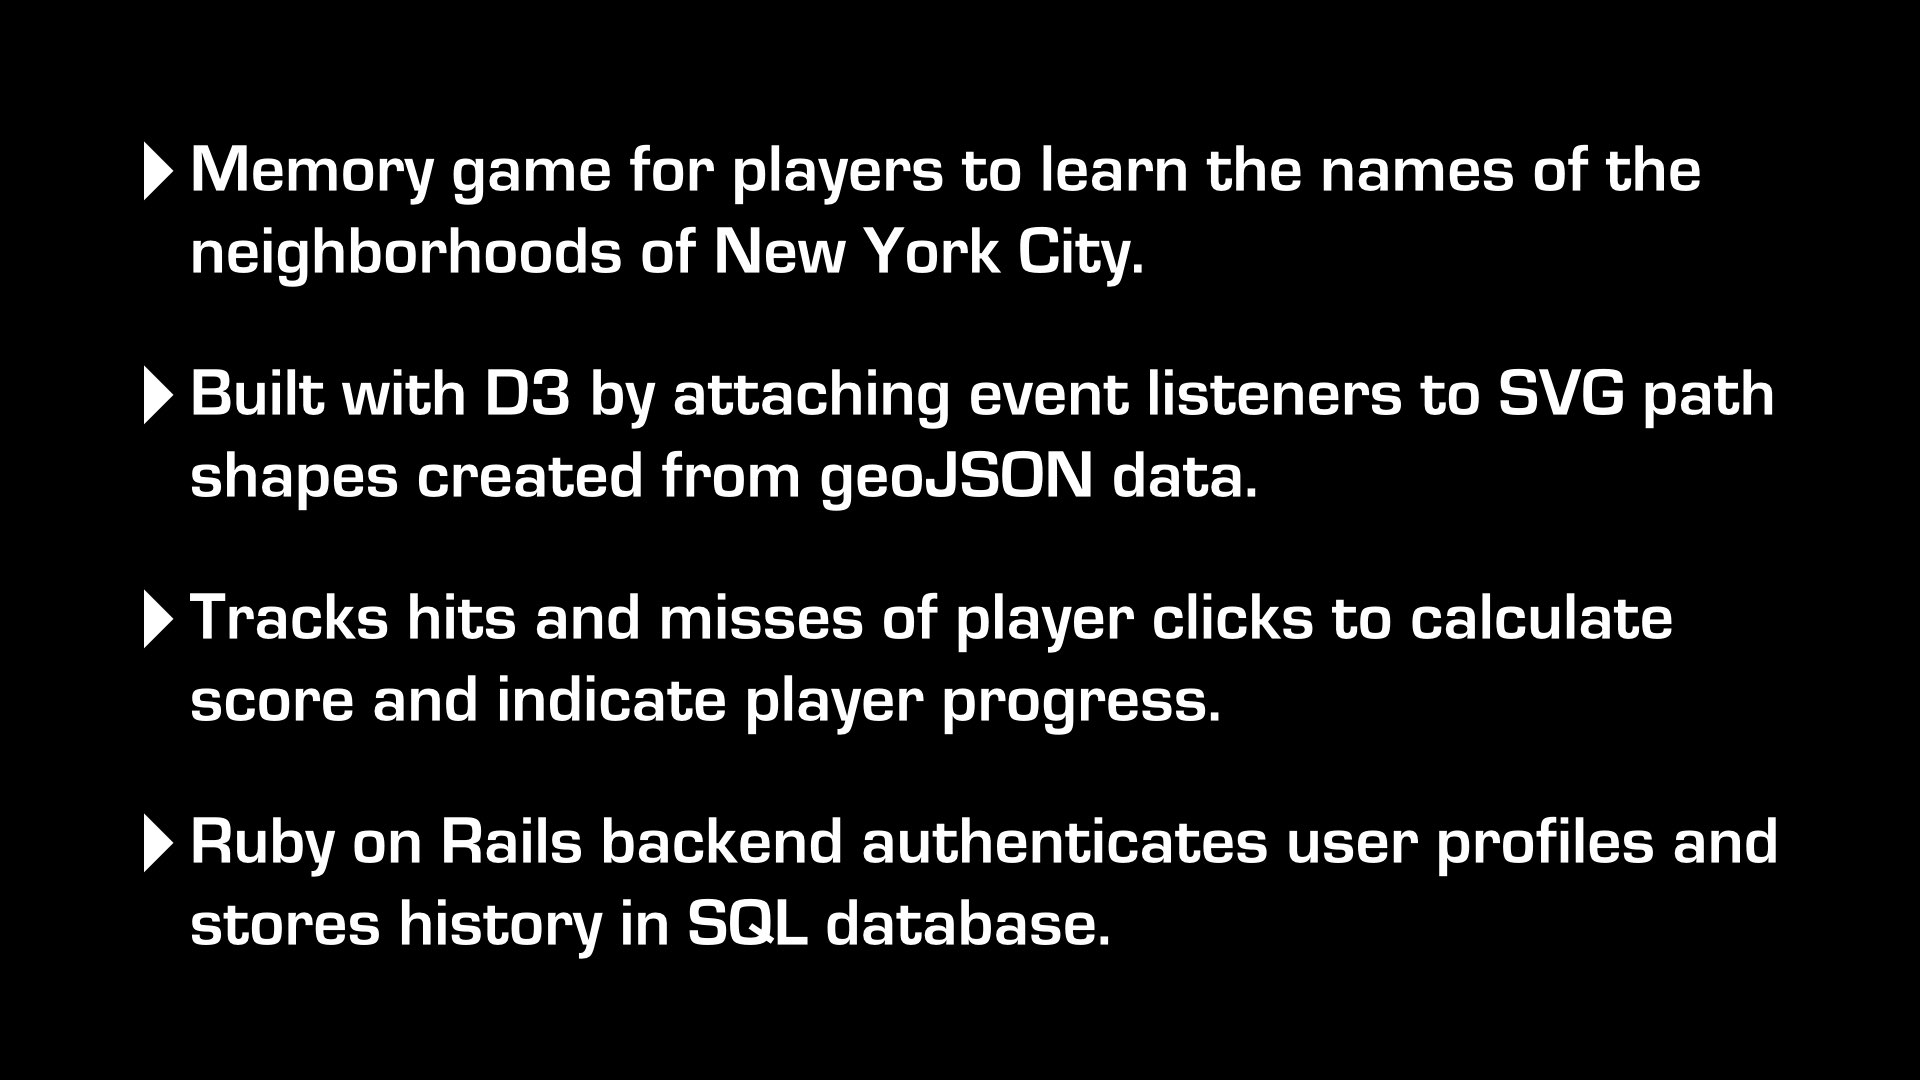 Memory game for players to learn the names of the
neighborhoods of New York City.
Built with D3 by attaching event listeners to SVG path
shapes created from geoJSON data.
Tracks hits and misses of player clicks to calculate
score and indicate player progress.
Ruby on Rails backend authenticates user profiles and
stores history in SQL database.